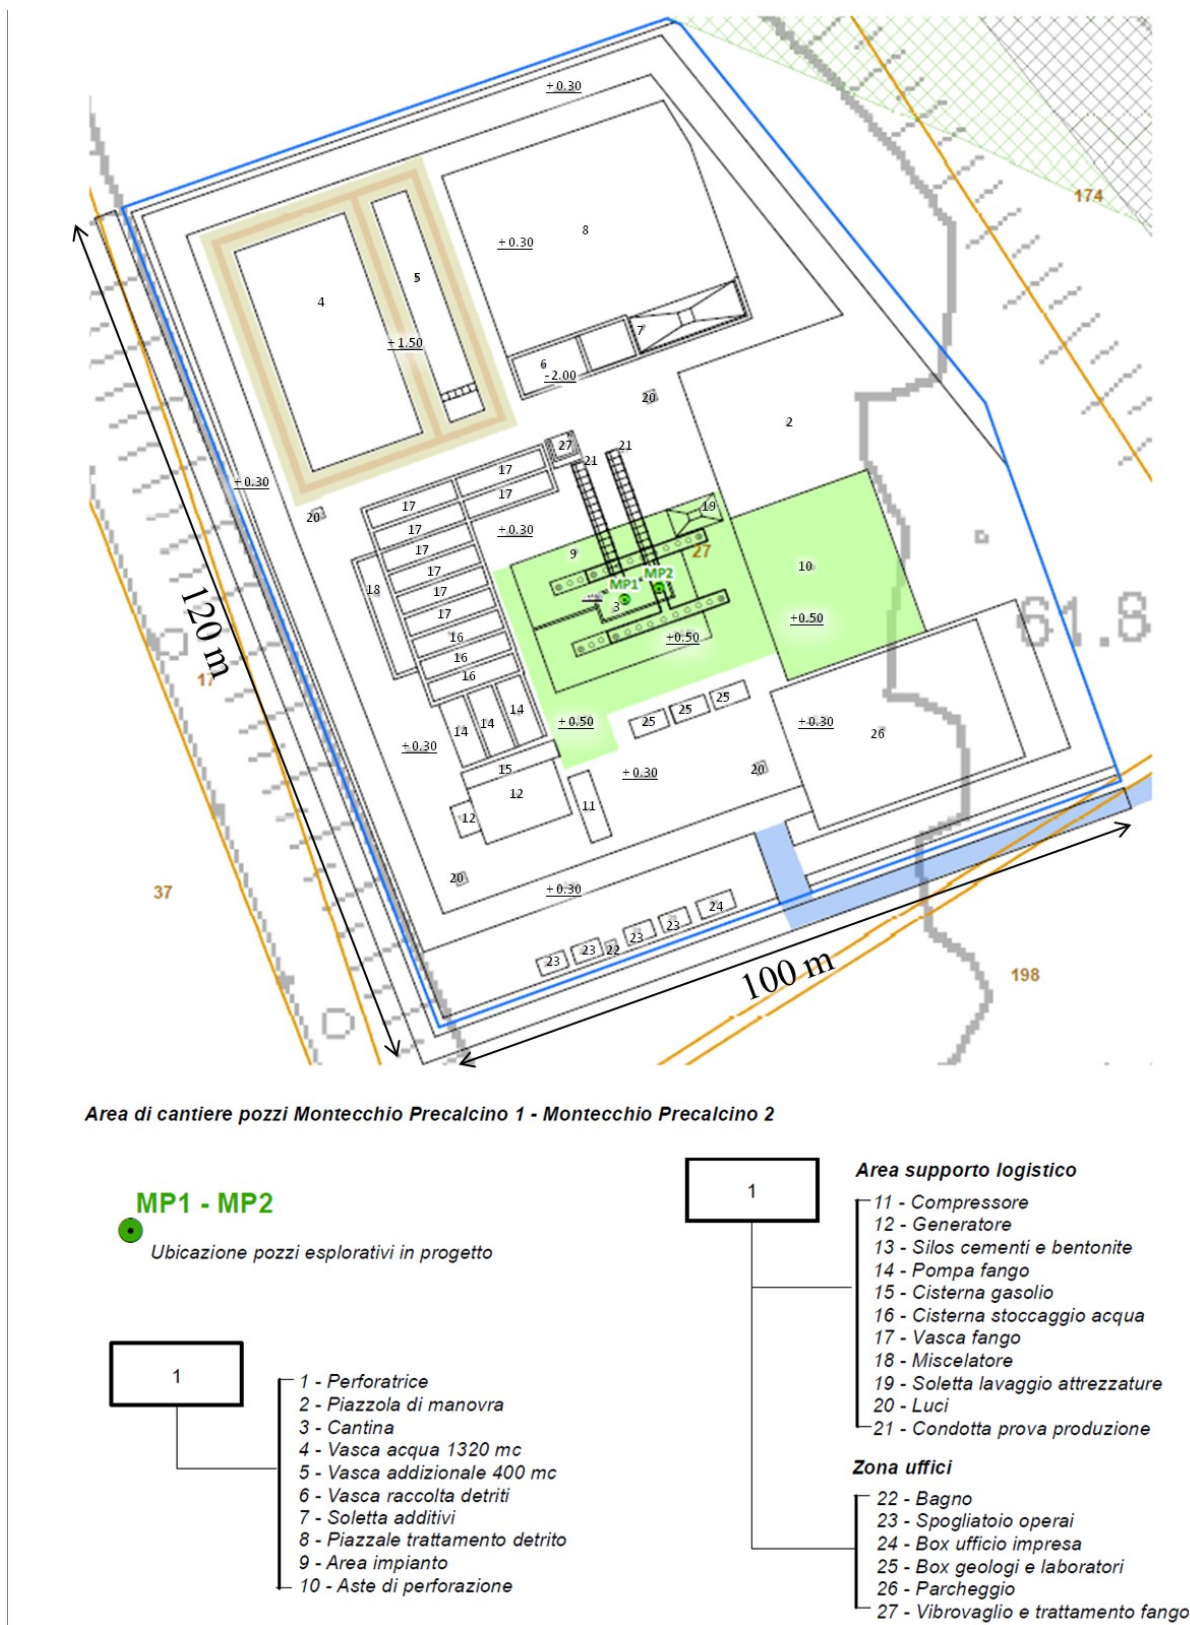 +0.30
174
8
+0.30
5
4
7
+1.50
6
-2.00
20
2
27
21
21
17
17
+0.30
17
19
20
17
+0.30
9
27
17
10
17
MP2
18
MP1
17
3
17
61.8
+0.50
16
+0.50
16
120 m
17
16
25
14
25
+0.50
25
14
+0.30
14
26
+0.30
15
20
+0.30
12
11
12
20
+0.30
37
24
23
23
22
23
23
100 m
198
Area di cantiere pozzi Montecchio Precalcino 1 - Montecchio Precalcino 2
MP1 - MP2
Ubicazione pozzi esplorativi in progetto
1
1 - Perforatrice
2 - Piazzola di manovra
3 - Cantina
4 - Vasca acqua 1320 mc
5 - Vasca addizionale 400 mc
6 - Vasca raccolta detriti
7 - Soletta additivi
8 - Piazzale trattamento detrito
9 - Area impianto
10 - Aste di perforazione
1
Area supporto logistico
11 - Compressore
12 - Generatore
13 - Silos cementi e bentonite
14 - Pompa fango
15 - Cisterna gasolio
16 - Cisterna stoccaggio acqua
17 - Vasca fango
18 - Miscelatore
19 - Soletta lavaggio attrezzature
20 - Luci
21 - Condotta prova produzione
Zona uffici
22 - Bagno
23 - Spogliatoio operai
24 - Box ufficio impresa
25 - Box geologi e laboratori
26 - Parcheggio
27 - Vibrovaglio e trattamento fango